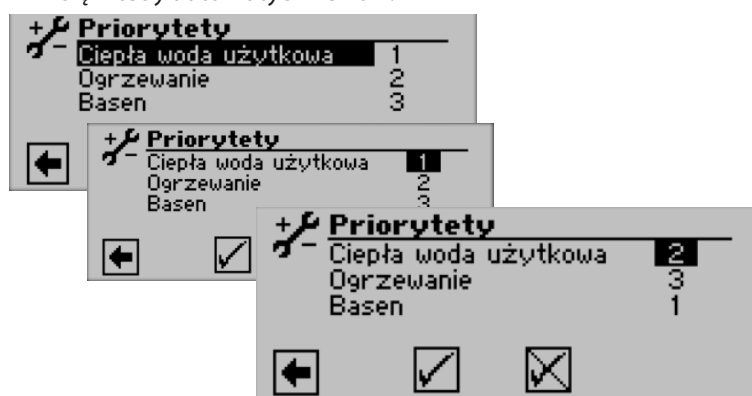 Priorytety
Ciepła woda użytkowa 1
Ogrzewanie 2
Basen 3
Priorytety
Ciepła woda użytkowa 1
Ogrzewanie 2
Basen 3
Priorytety
Ciepła woda użytkowa 2
Ogrzewanie 3
Basen 1